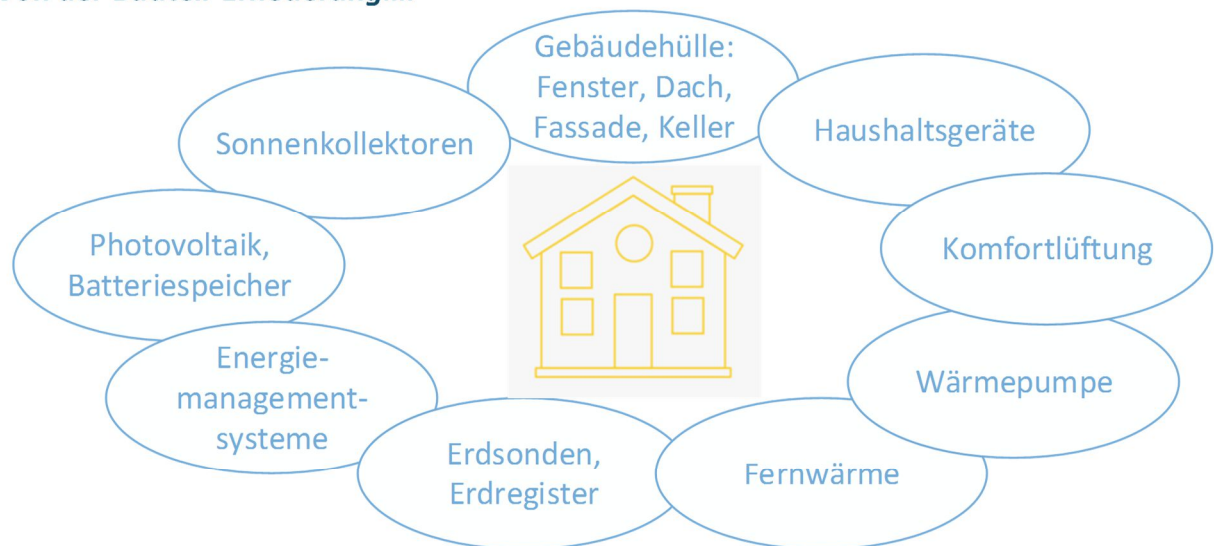 Gebäudehülle:
Fenster, Dach,
Fassade, Keller
Haushaltsgeräte
Sonnenkollektoren
Komfortlüftung
Photovoltaik,
Batteriespeicher
Wärmepumpe
Energie-
management-
systeme
Erdsonden,
Erdregister
Fernwärme